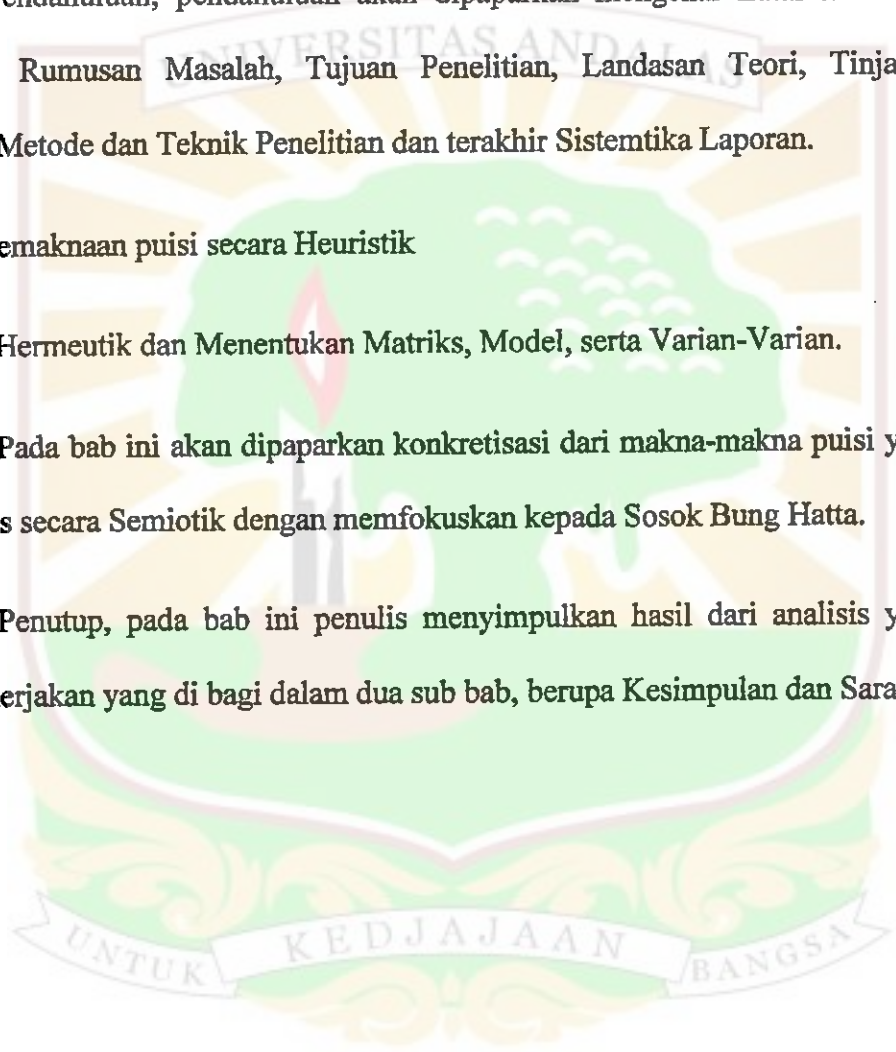 UNIVERSITAS ANDALAS
Rumusan Masalah, Tujuan Penelitian, Landasan Teori,
Metode dan Teknik Penelitian dan terakhir Sistemtika Laporan.
emaknaan puisi secara Heuristik
Hermeutik dan Menentukan Matriks, Model, serta Varian-Varian.
Pada bab ini akan dipaparkan konkretisasi dari makna-makna puisi y
s secara Semiotik dengan memfokuskan kepada Sosok Bung Hatta.
Penutup, pada bab ini penulis menyimpulkan hasil dari analisis y
erjakan yang di bagi dalam dua sub bab, berupa Kesimpulan dan Sara
UNTUK KEDJAJAAN BANGSA